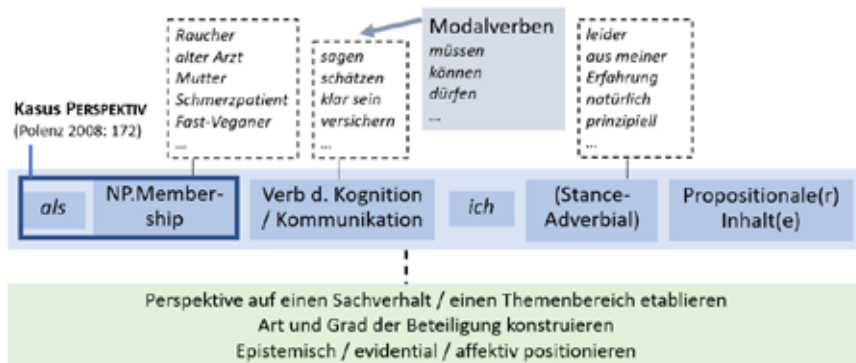 Raucher
alter Arzt
Mutter
Schmerzpatient
Fast-Veganer
...
sagen
schätzen
klar sein
versichern
...
Modalverben
müssen
können
dürfen
...
leider
aus meiner
Erfahrung
natürlich
prinzipiell
...
Kasus PERSPEKTIV
(Polenz 2008: 172)
als
NP.Member-
ship
Verb d. Kognition
/ Kommunikation
ich
(Stance-
Adverbial)
Propositionale(r)
Inhalt(e)
Perspektive auf einen Sachverhalt / einen Themenbereich etablieren
Art und Grad der Beteiligung konstruieren
Epistemisch / evidential / affektiv positionieren